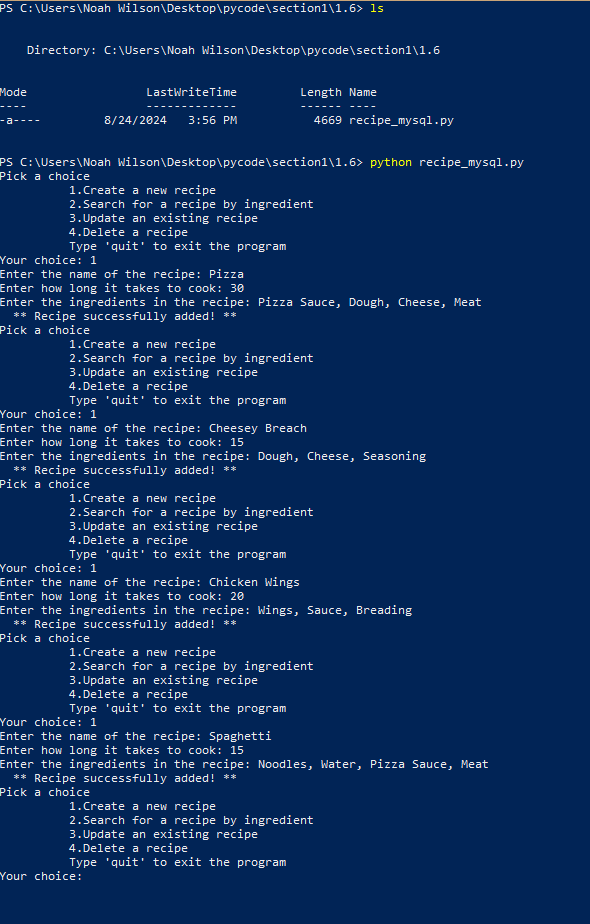 PS C:\Users\Noah Wilson\Desktop\pycode\section1\1.6> ls
Directory: C:\Users\Noah Wilson\Desktop\pycode\section1\1.6
Mode                 LastWriteTime         Length Name
----                 -------------         ------ ----
-a----         8/24/2024   3:56 PM           4669 recipe_mysql.py
PS C:\Users\Noah Wilson\Desktop\pycode\section1\1.6> python recipe_mysql.py
Pick a choice
1.Create a new recipe
2.Search for a recipe by ingredient
3.Update an existing recipe
4.Delete a recipe
Type 'quit' to exit the program
Your choice: 1
Enter the name of the recipe: Pizza
Enter how long it takes to cook: 30
Enter the ingredients in the recipe: Pizza Sauce, Dough, Cheese, Meat
** Recipe successfully added! **
Pick a choice
1.Create a new recipe
2.Search for a recipe by ingredient
3.Update an existing recipe
4.Delete a recipe
Type 'quit' to exit the program
Your choice: 1
Enter the name of the recipe: Cheesey Breach
Enter how long it takes to cook: 15
Enter the ingredients in the recipe: Dough, Cheese, Seasoning
** Recipe successfully added! **
Pick a choice
1.Create a new recipe
2.Search for a recipe by ingredient
3.Update an existing recipe
4.Delete a recipe
Type 'quit' to exit the program
Your choice: 1
Enter the name of the recipe: Chicken Wings
Enter how long it takes to cook: 20
Enter the ingredients in the recipe: Wings, Sauce, Breading
** Recipe successfully added! **
Pick a choice
1.Create a new recipe
2.Search for a recipe by ingredient
3.Update an existing recipe
4.Delete a recipe
Type 'quit' to exit the program
Your choice: 1
Enter the name of the recipe: Spaghetti
Enter how long it takes to cook: 15
Enter the ingredients in the recipe: Noodles, Water, Pizza Sauce, Meat
** Recipe successfully added! **
Pick a choice
1.Create a new recipe
2.Search for a recipe by ingredient
3.Update an existing recipe
4.Delete a recipe
Type 'quit' to exit the program
Your choice: